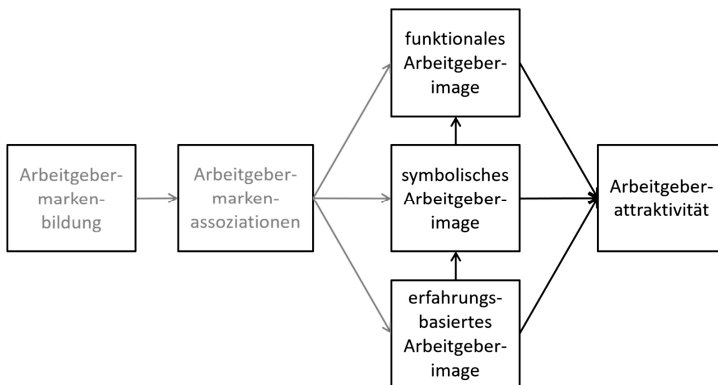 Arbeitgeber-
marken-
bildung
Arbeitgeber-
marken-
assoziationen
funktionales
Arbeitgeber-
image
symbolisches
Arbeitgeber-
image
erfahrungs-
basiertes
Arbeitgeber-
image
Arbeitgeber-
attraktivität